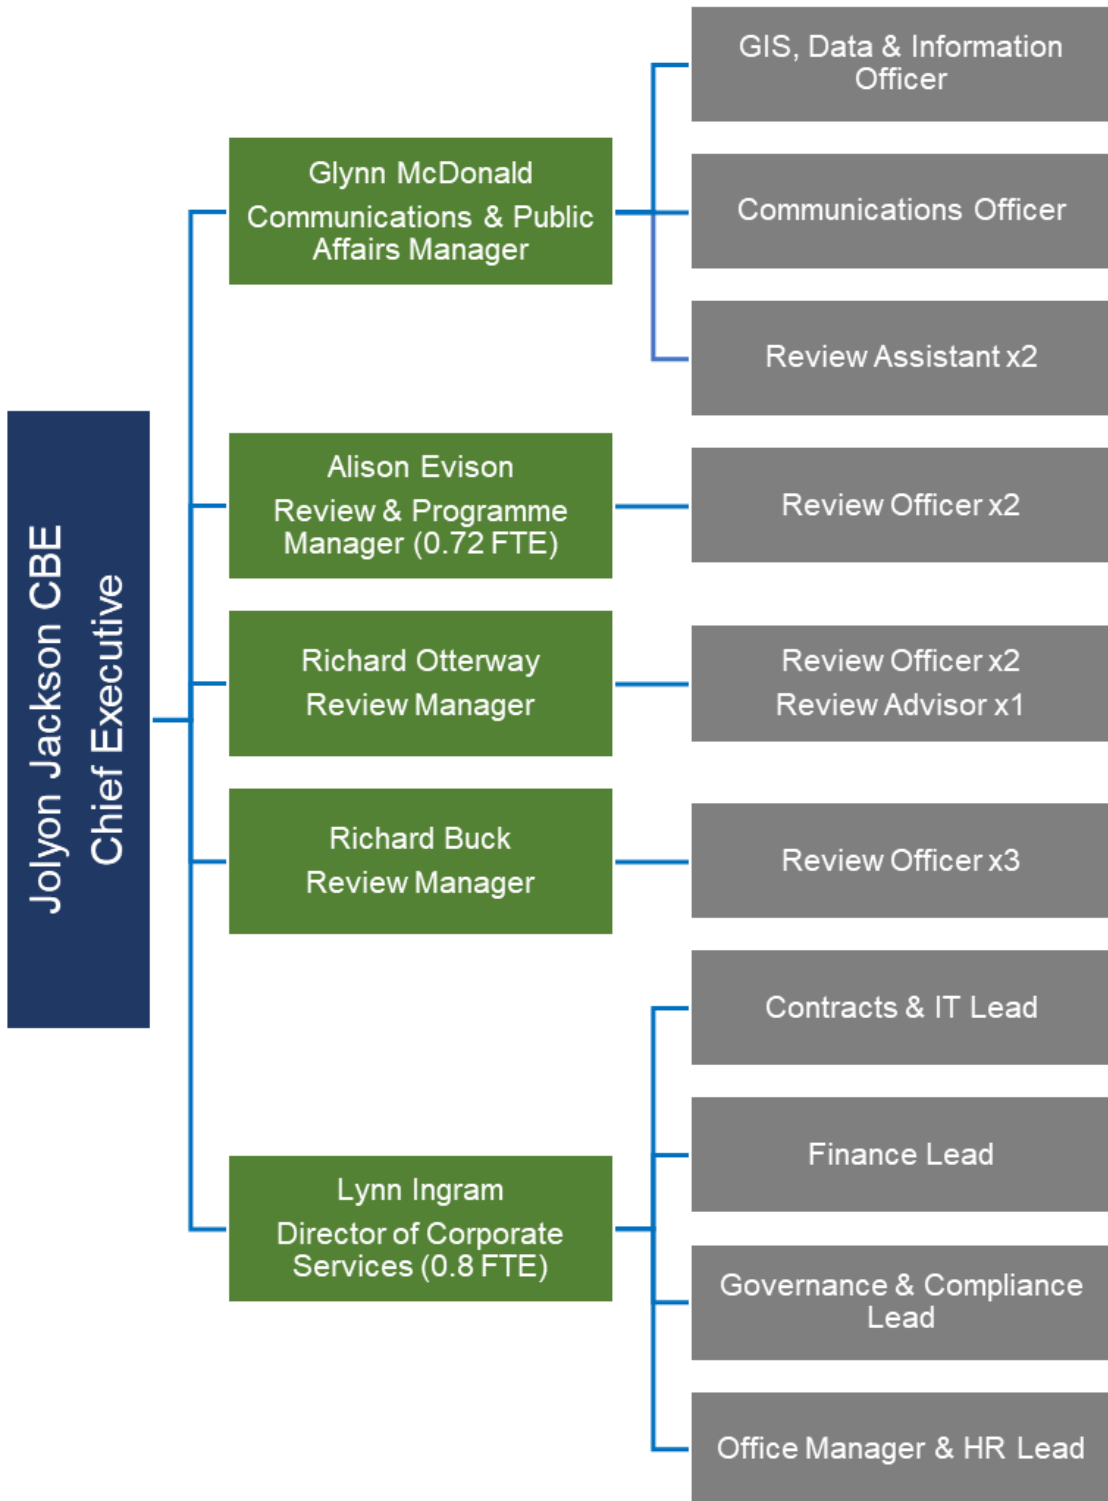 Jolyon Jackson CBE
Chief Executive
Glynn McDonald
Communications & Public
Affairs Manager
GIS, Data & Information
Officer
Communications Officer
Review Assistant x2
Alison Evison
Review & Programme
Manager (0.72 FTE)
Review Officer x2
Richard Otterway
Review Manager
Review Officer x2
Review Advisor x1
Richard Buck
Review Manager
Review Officer x3
Lynn Ingram
Director of Corporate
Services (0.8 FTE)
Contracts & IT Lead
Finance Lead
Governance & Compliance
Lead
Office Manager & HR Lead